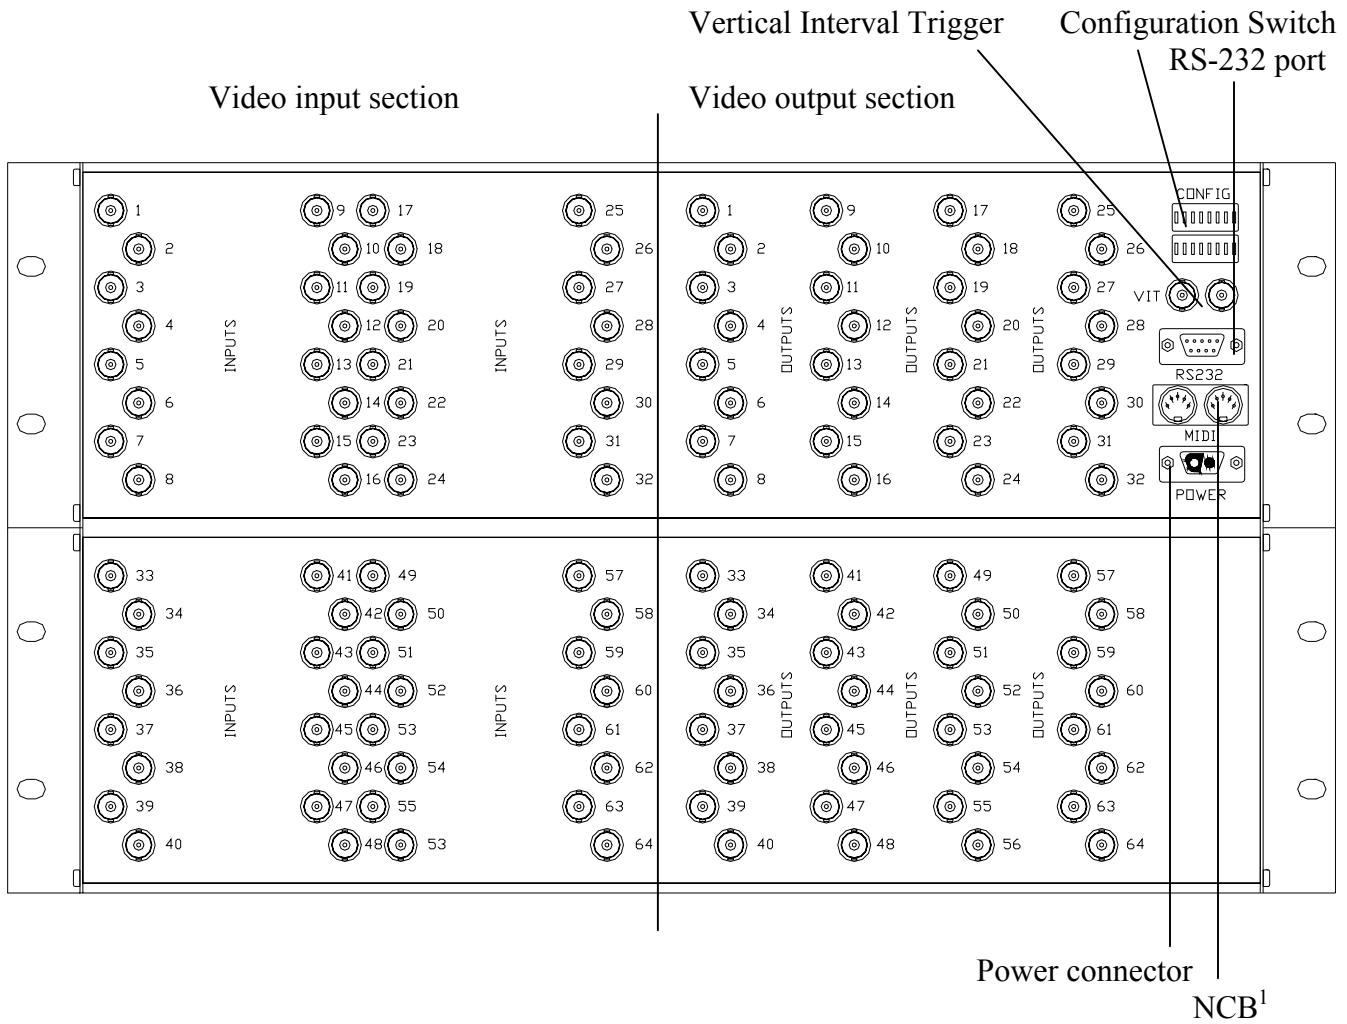 Vertical Interval Trigger Configuration Switch
RS-232 port
Video input section Video output section
CONFIG
1 9 17 25 1 9 17 25
2 10 18 26 2 10 18 26
3 11 19 27 3 11 19 27
VIT
4 12 20 28 4 12 20 28
INPUTS INPUTS OUTPUTS OUTPUTS OUTPUTS
5 13 21 29 5 13 21 29
RS232
6 14 22 30 6 14 22 30
MIDI
7 15 23 31 7 15 23 31
8 16 24 32 8 16 24 32
POWER
33 41 49 57 33 41 49 57
34 42 50 58 34 42 50 58
35 43 51 59 35 43 51 59
36 44 52 60 36 44 52 60
INPUTS INPUTS OUTPUTS OUTPUTS OUTPUTS
37 45 53 61 37 45 53 61
38 46 54 62 38 46 54 62
39 47 55 63 39 47 55 63
40 48 53 64 40 48 56 64
Power connector
NCB1